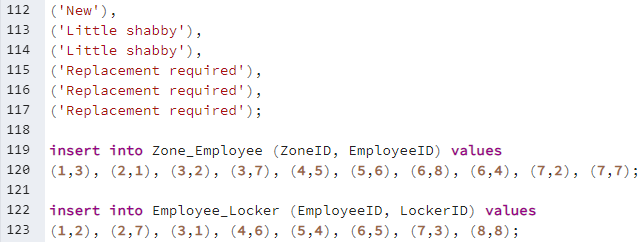 112 ('New'),
113 ('Little shabby'),
114 ('Little shabby'),
115 ('Replacement required'),
116 ('Replacement required'),
117 ('Replacement required');
118
119 insert into Zone_Employee (ZoneID, EmployeeID) values
120 (1,3), (2,1), (3,2), (3,7), (4,5), (5,6), (6,8), (6,4), (7,2), (7,7);
121
122 insert into Employee_Locker (EmployeeID, LockerID) values
123 (1,2), (2,7), (3,1), (4,6), (5,4), (6,5), (7,3), (8,8);